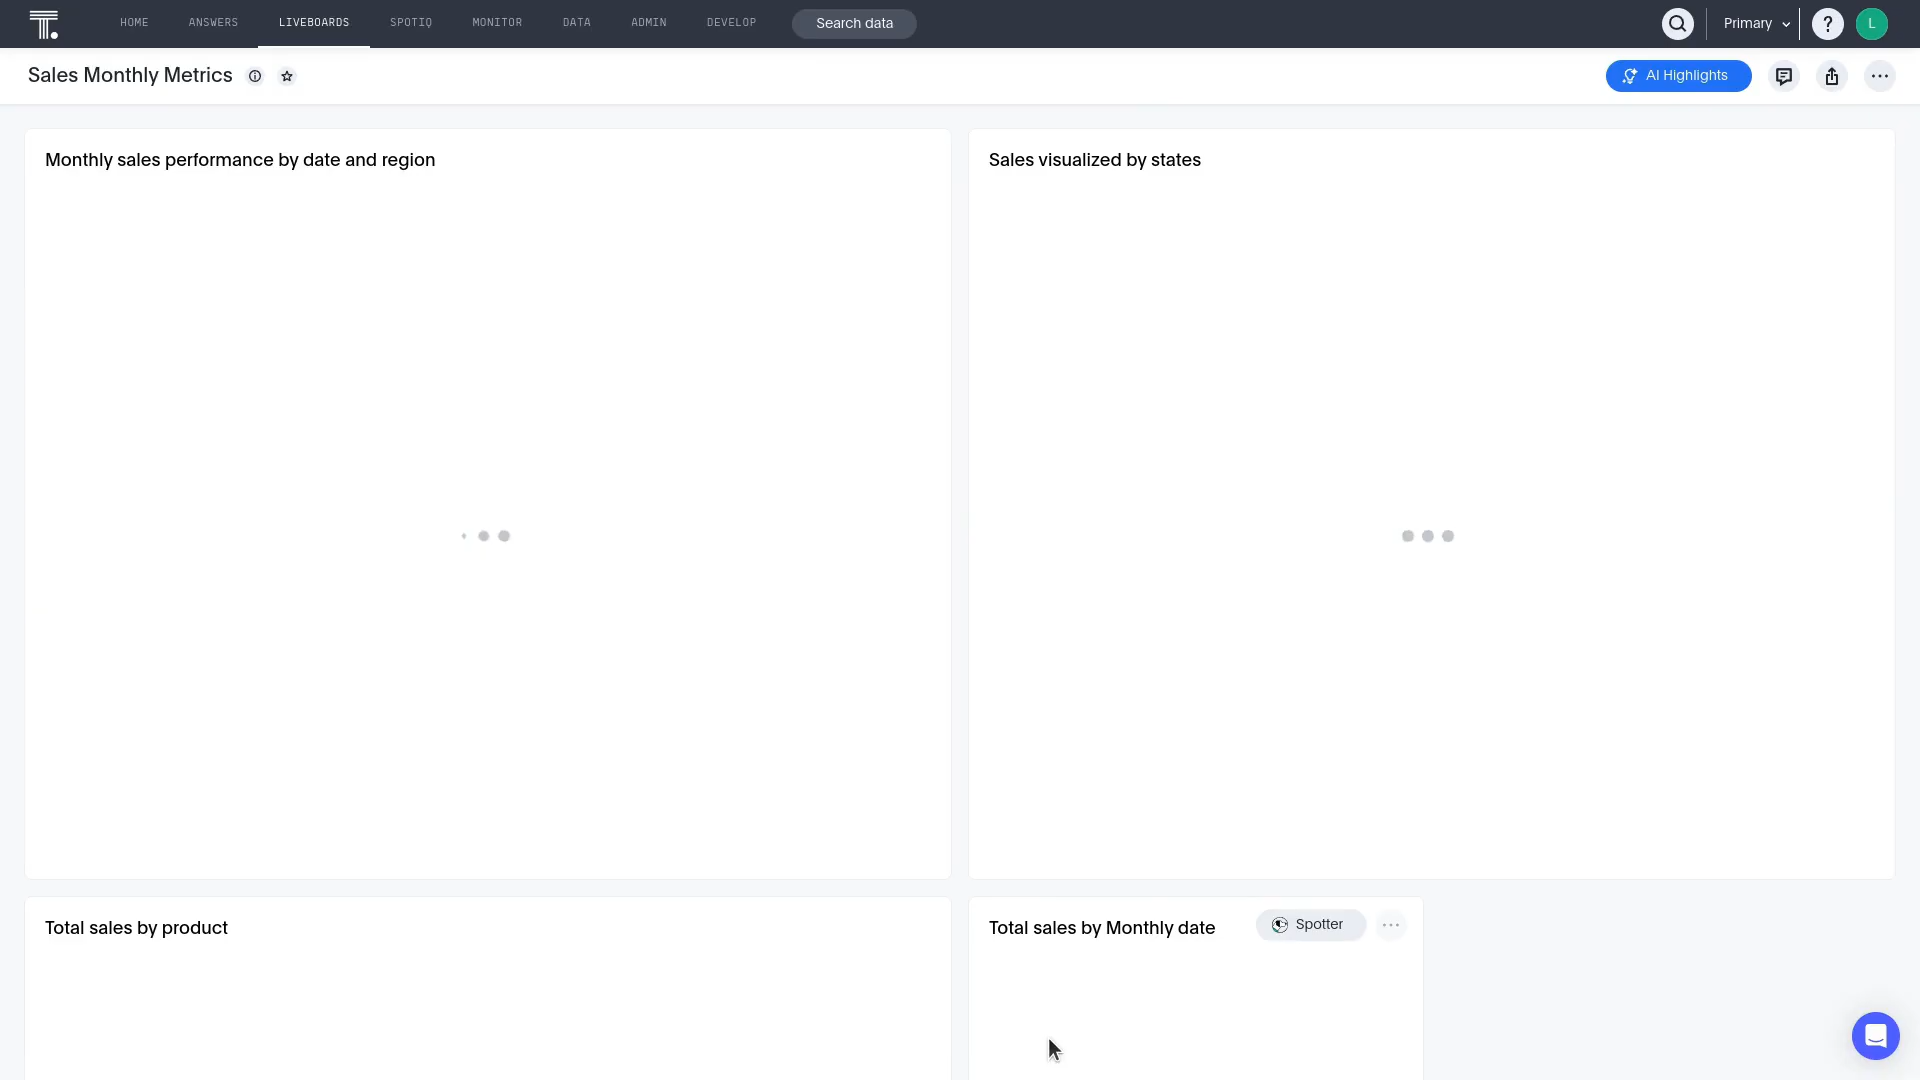 HOME ANSWERS LIVEBOARDS SPOTIQ MONITOR DATA ADMIN DEVELOP Search data Primary ? L
Sales Monthly Metrics AI Highlights
Monthly sales performance by date and region
Sales visualized by states
Total sales by product
Total sales by Monthly date Spotter